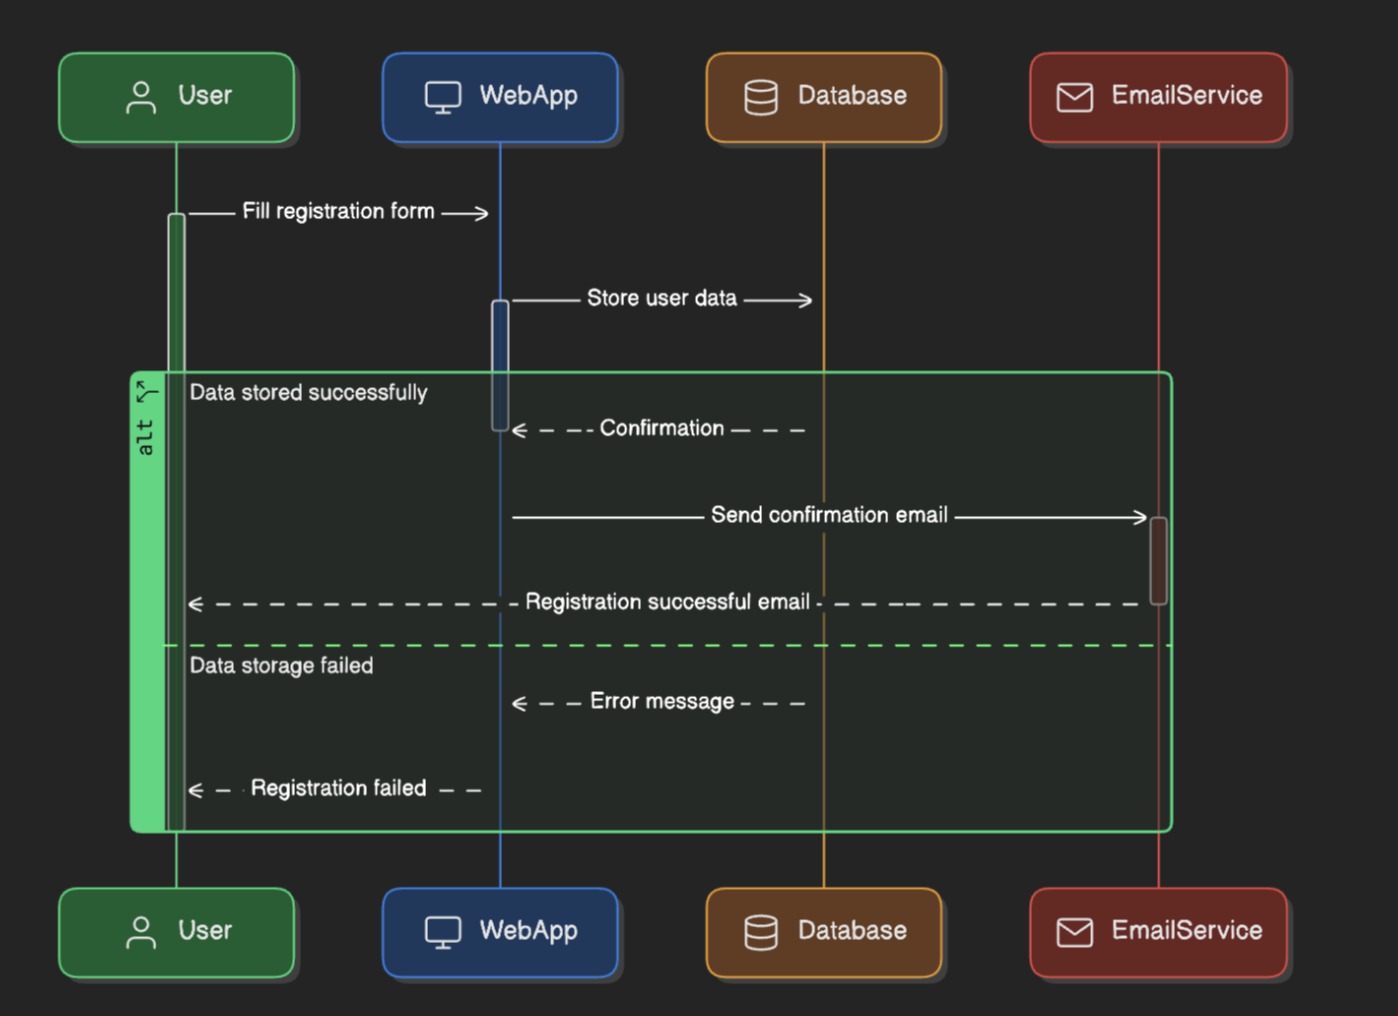 User
WebApp
Database
EmailService
Fill registration form
Store user data
alt
Data stored successfully
Confirmation
Send confirmation email
Registration successful email
Data storage failed
Error message
Registration failed
User
WebApp
Database
EmailService